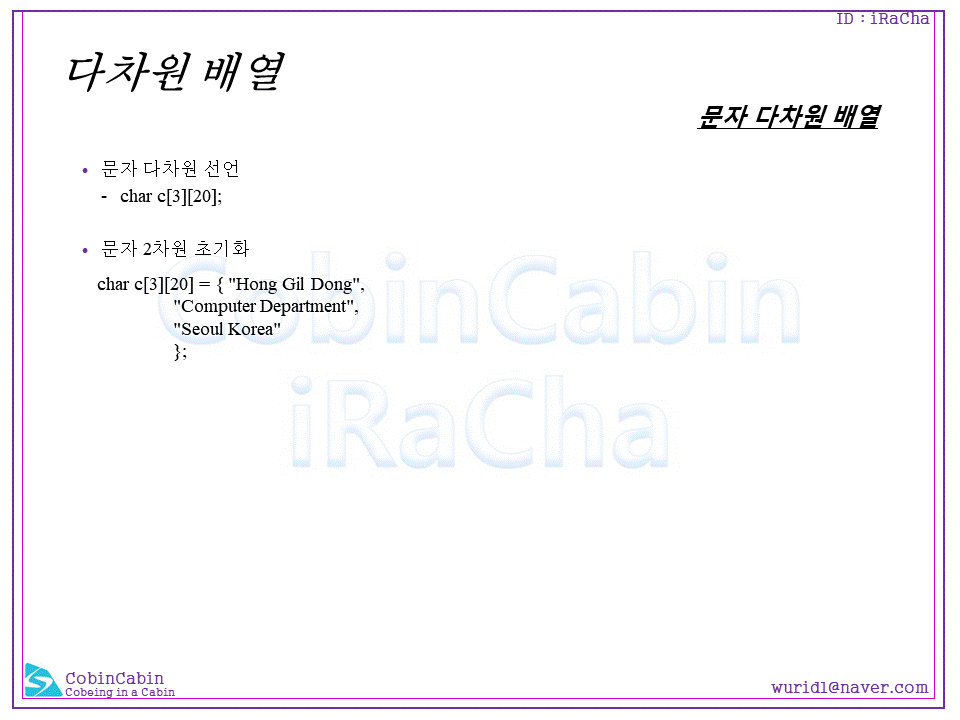 ID : iRaCha
다차원 배열
문자 다차원 배열
• 문자 다차원 선언
- char c[3][20];
• 문자 2차원 초기화
char c[3][20] = { "Hong Gil Dong",
"Computer Department",
"Seoul Korea"
};
CobinCabin
iRaCha
CobinCabin
Cobeing in a Cabin
wurid1@naver.com